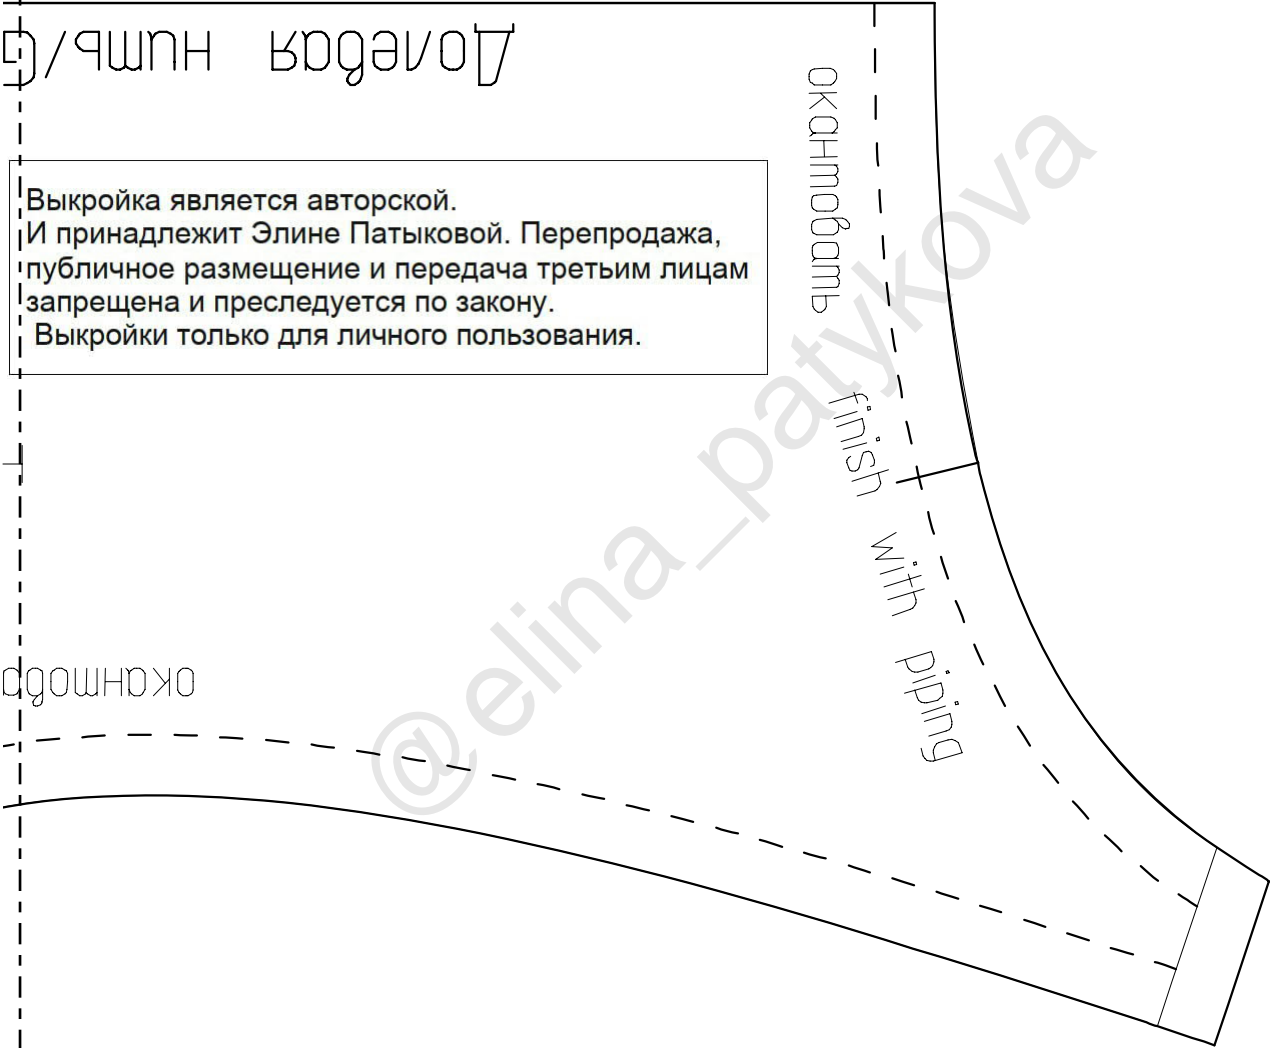 Долевая нить/G
окантовать
Выкройка является авторской.
И принадлежит Элине Патыковой. Перепродажа,
публичное размещение и передача третьим лицам
запрещена и преследуется по закону.
Выкройки только для личного пользования.
finish with piping
окантова
@elina_patykova